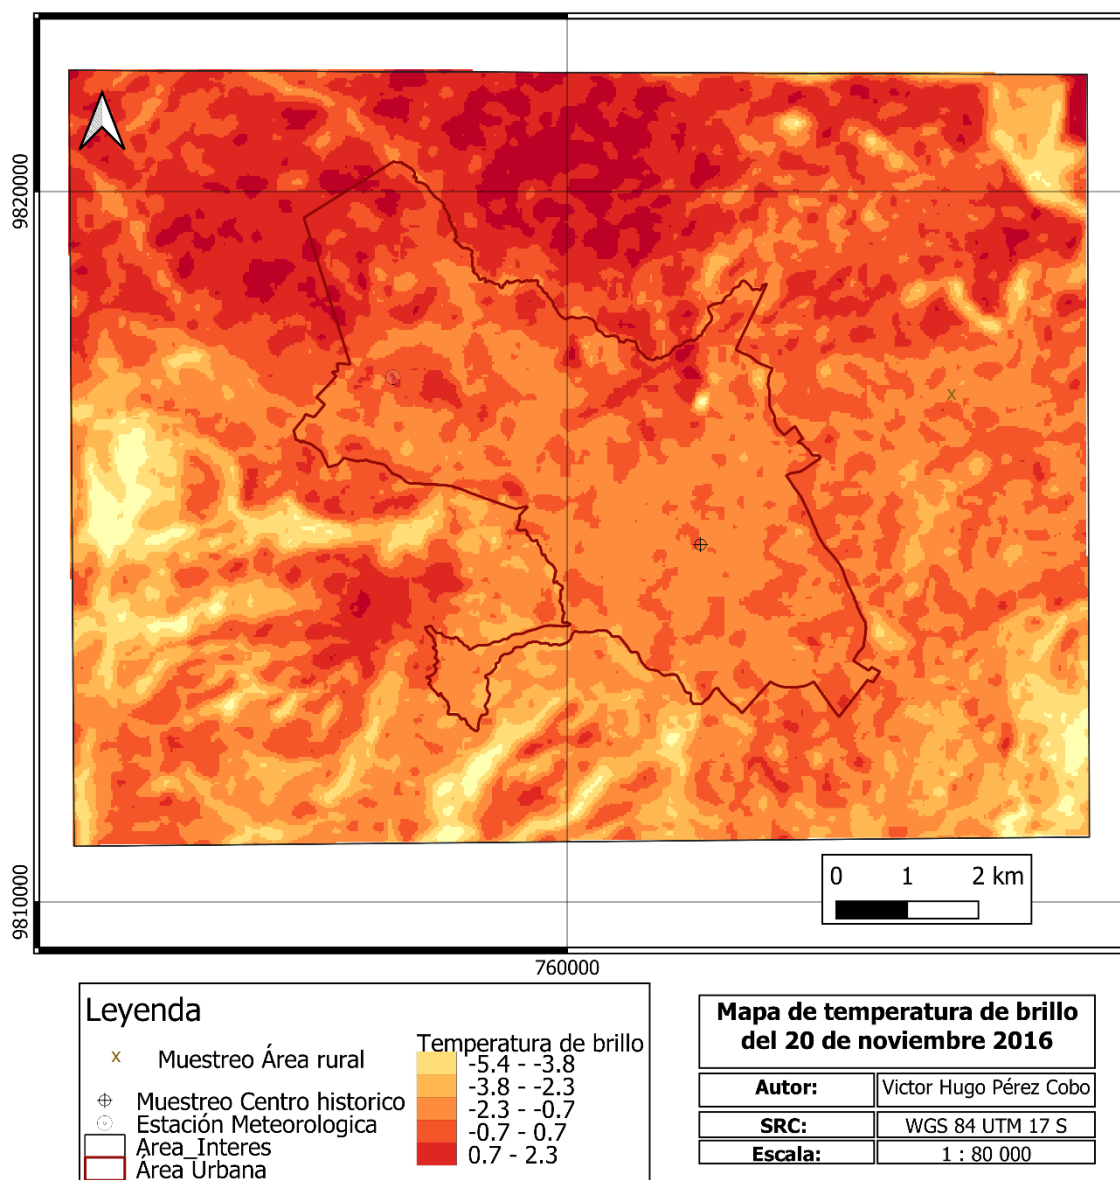 9820000
9810000
0 1 2 km
760000
Leyenda
x Muestreo Área rural
Muestreo Centro historico
Estación Meteorologica
Area_Interes
Área Urbana
Temperatura de brillo
-5.4 - -3.8
-3.8 - -2.3
-2.3 - -0.7
-0.7 - 0.7
0.7 - 2.3
Mapa de temperatura de brillo
del 20 de noviembre 2016
Autor: Victor Hugo Pérez Cobo
SRC: WGS 84 UTM 17 S
Escala: 1 : 80 000